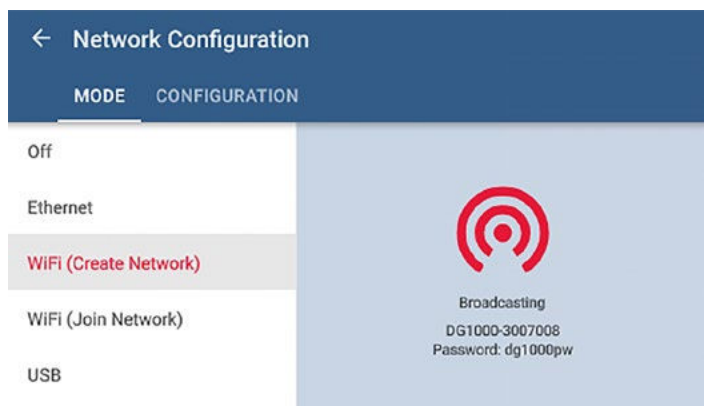 ← Network Configuration
MODE CONFIGURATION
Off
Ethernet
WiFi (Create Network)
WiFi (Join Network)
USB
Broadcasting
DG1000-3007008
Password: dg1000pw